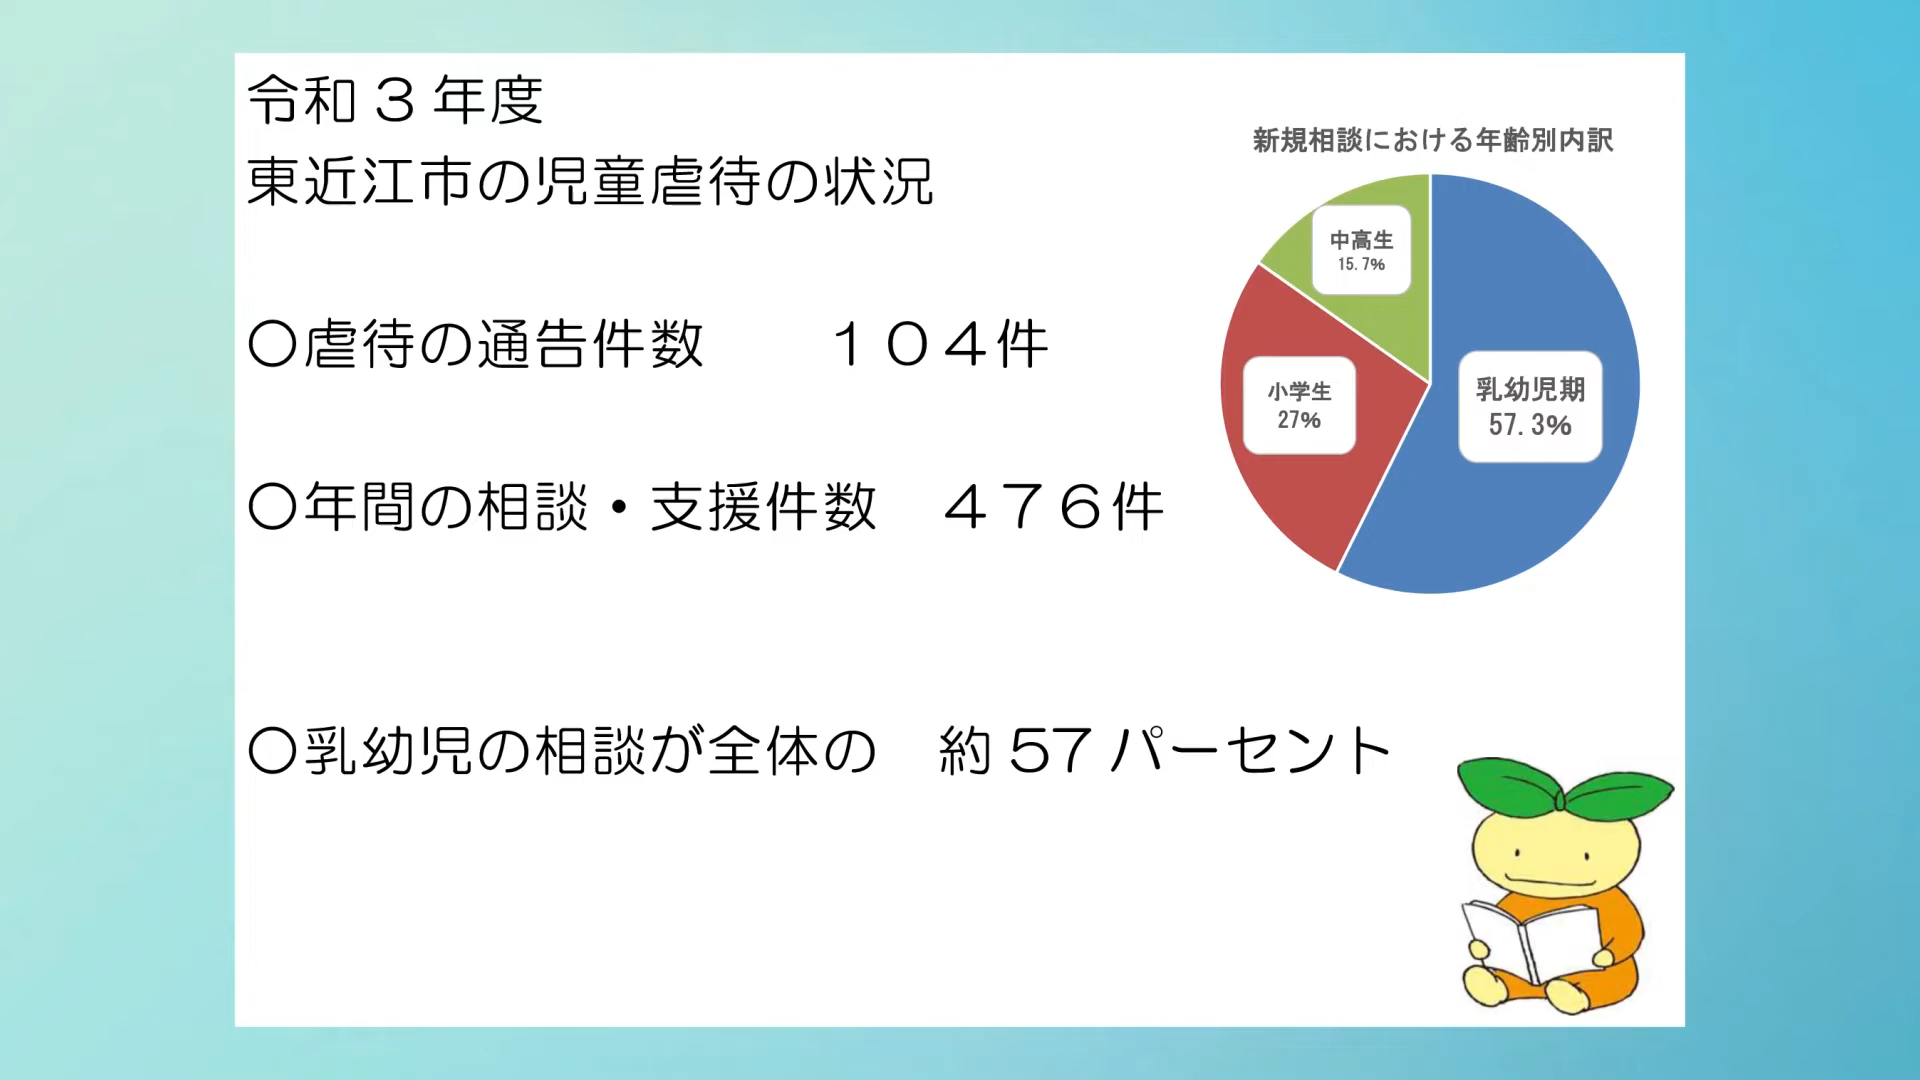 令和３年度
東近江市の児童虐待の状況
〇虐待の通告件数　　１０４件
〇年間の相談・支援件数　４７６件
〇乳幼児の相談が全体の　約57パーセント
新規相談における年齢別内訳
中高生
15.7%
小学生
27%
乳幼児期
57.3%